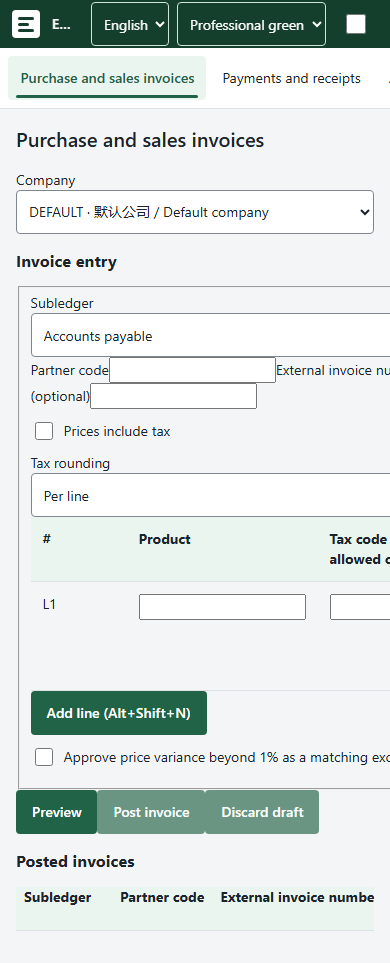 E...
English
Professional green
Purchase and sales invoices
Payments and receipts
Purchase and sales invoices
Company
DEFAULT · 默认公司 / Default company
Invoice entry
Subledger
Accounts payable
Partner code
External invoice nu
(optional)
Prices include tax
Tax rounding
Per line
# Product Tax code
allowed
L1
Add line (Alt+Shift+N)
Approve price variance beyond 1% as a matching exc
Preview Post invoice Discard draft
Posted invoices
Subledger Partner code External invoice numbe